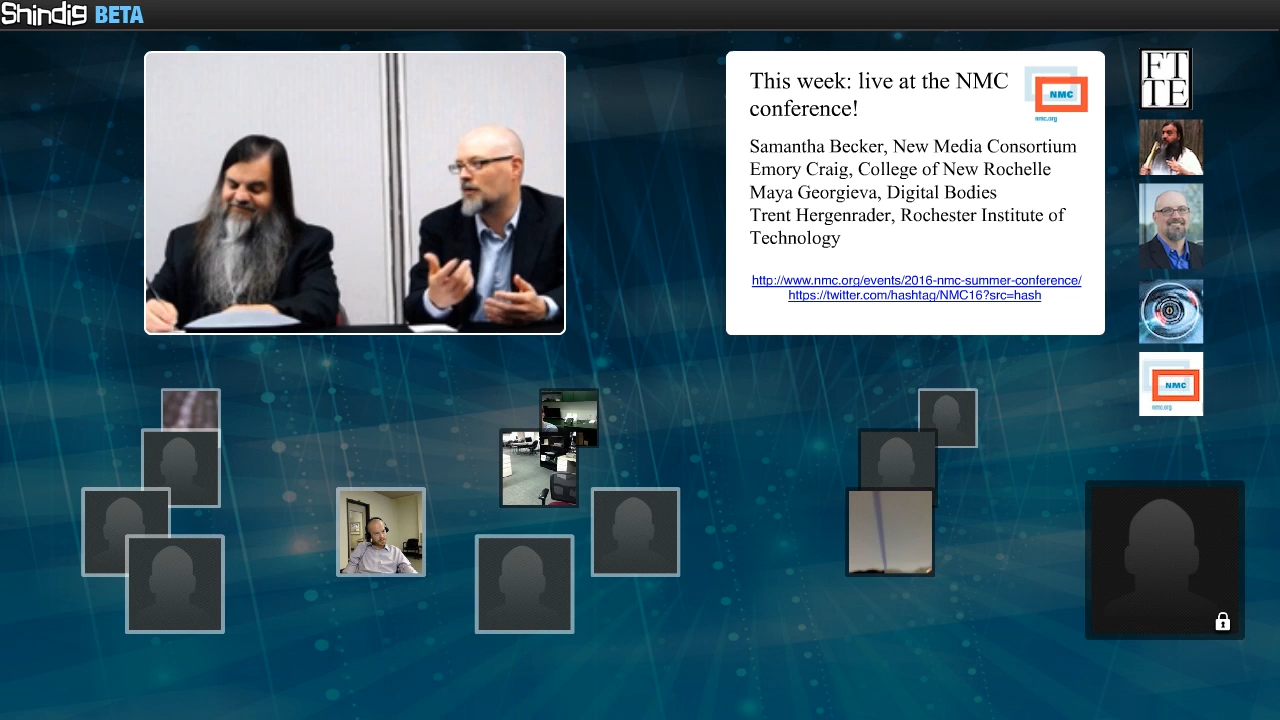 Shindig BETA
This week: live at the NMC
conference!
NMC
nmc.org
Samantha Becker, New Media Consortium
Emory Craig, College of New Rochelle
Maya Georgieva, Digital Bodies
Trent Hergenrader, Rochester Institute of
Technology
http://www.nmc.org/events/2016-nmc-summer-conference/
https://twitter.com/hashtag/NMC16?src=hash
FT
TE
NMC
nmc.org